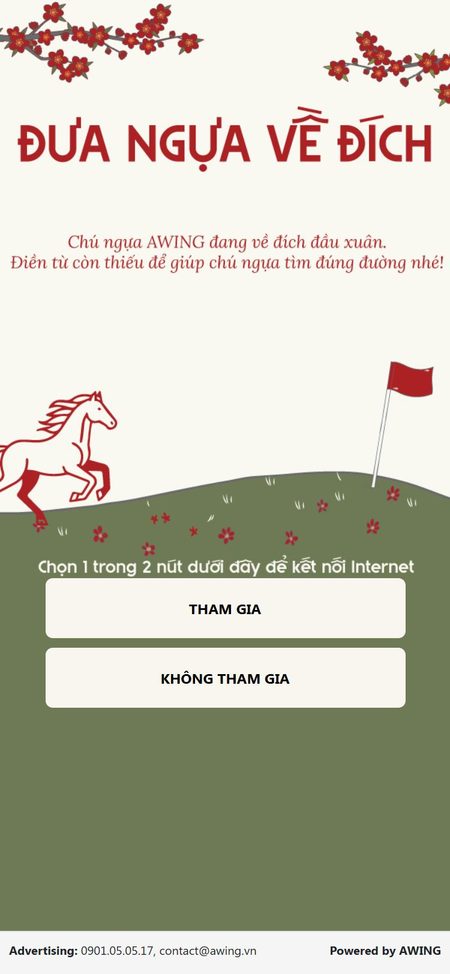 ĐƯA NGỰA VỀ ĐÍCH
Chú ngựa AWING đang về đích đầu xuân.
Điền từ còn thiếu để giúp chú ngựa tìm đúng đường nhé!
Chọn 1 trong 2 nút dưới đây để kết nối Internet
THAM GIA
KHÔNG THAM GIA
Advertising: 0901.05.05.17, contact@awing.vn Powered by AWING